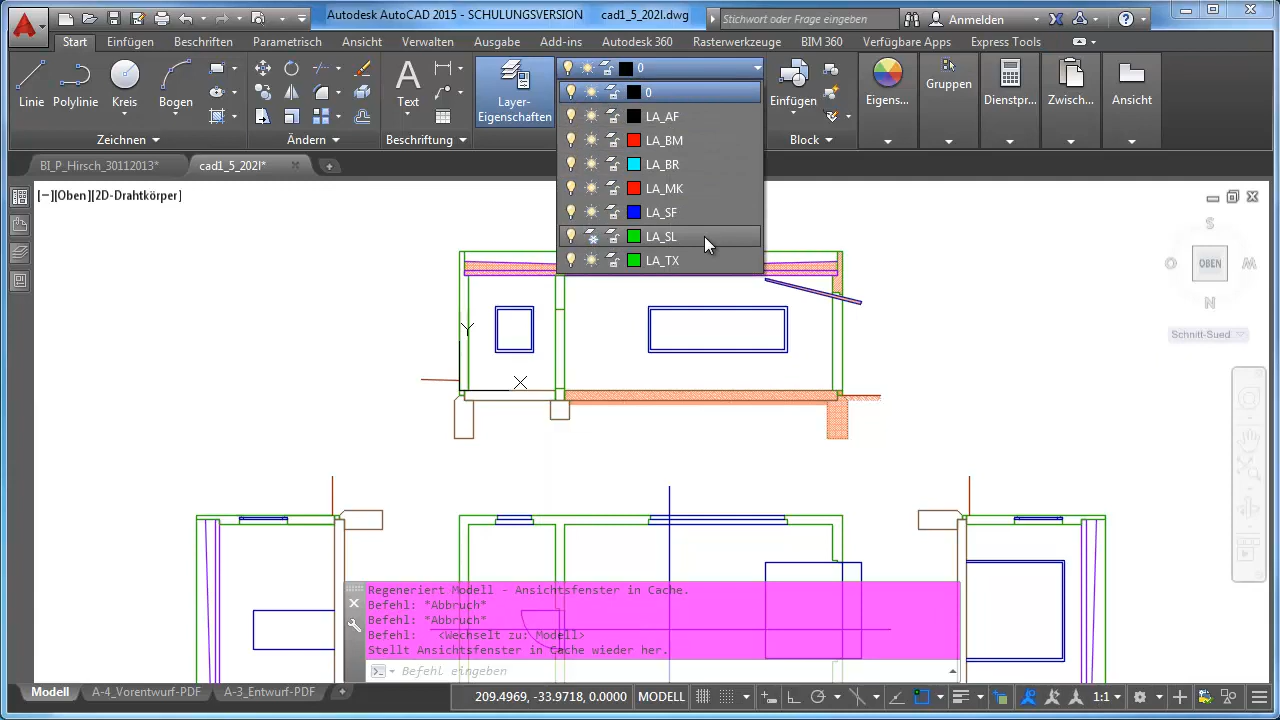 Autodesk AutoCAD 2015 - SCHULUNGSVERSION cad1_5_202l.dwg
Stichwort oder Frage eingeben
Anmelden
Start Einfügen Beschriften Parametrisch Ansicht Verwalten Ausgabe Add-ins Autodesk 360 Rasterwerkzeuge BIM 360 Verfügbare Apps Express Tools
Linie Polylinie Kreis Bogen
Text
Layer-
Eigenschaften
0
Einfügen
Eigens...
Gruppen
Dienstpr...
Zwisch...
Ansicht
Zeichnen
Ändern
Beschriftung
Block
0
LA_AF
LA_BM
LA_BR
LA_MK
LA_SF
LA_SL
LA_TX
BI_P_Hirsch_30112013*
cad1_5_202l*
[−][Oben][2D-Drahtkörper]
S
O
OBEN
W
N
Schnitt-Sued
Y
X
Regeneriert Modell - Ansichtsfenster in Cache.
Befehl: *Abbruch*
Befehl: *Abbruch*
Befehl: <Wechselt zu: Modell>
Stellt Ansichtsfenster in Cache wieder her.
Befehl eingeben
Modell A-4_Vorentwurf-PDF A-3_Entwurf-PDF
209.4969, -33.9718, 0.0000 MODELL
1:1